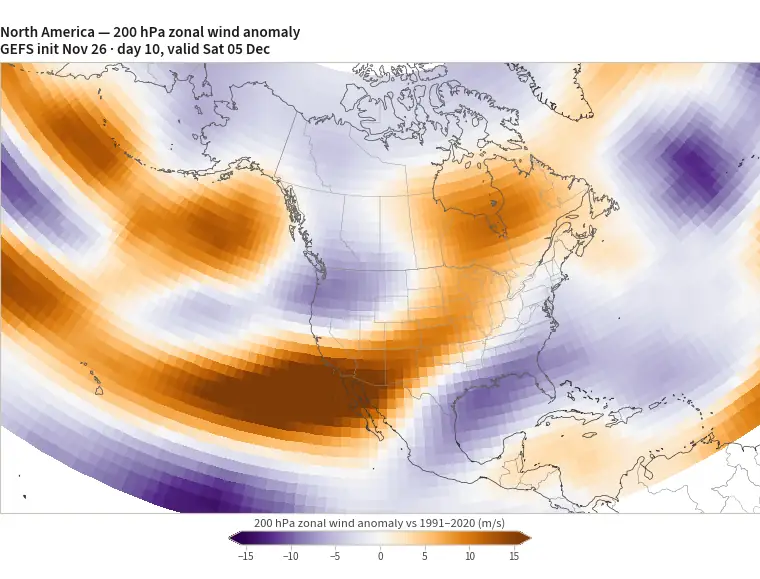 North America — 200 hPa zonal wind anomaly
GEFS init Nov 26 · day 10, valid Sat 05 Dec
200 hPa zonal wind anomaly vs 1991–2020 (m/s)
−15 −10 −5 0 5 10 15